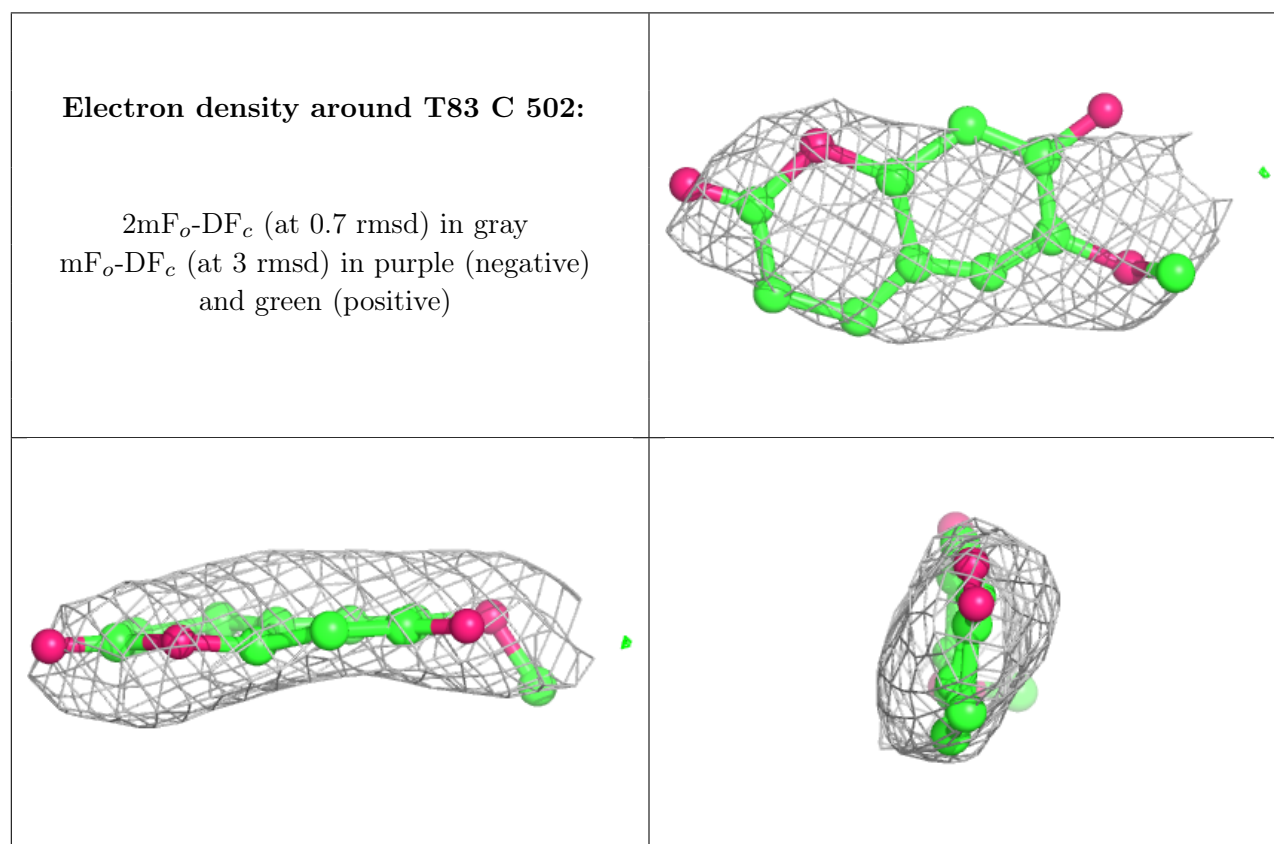 Electron density around T83 C 502:
2mFo-DFc (at 0.7 rmsd) in gray
mFo-DFc (at 3 rmsd) in purple (negative)
and green (positive)